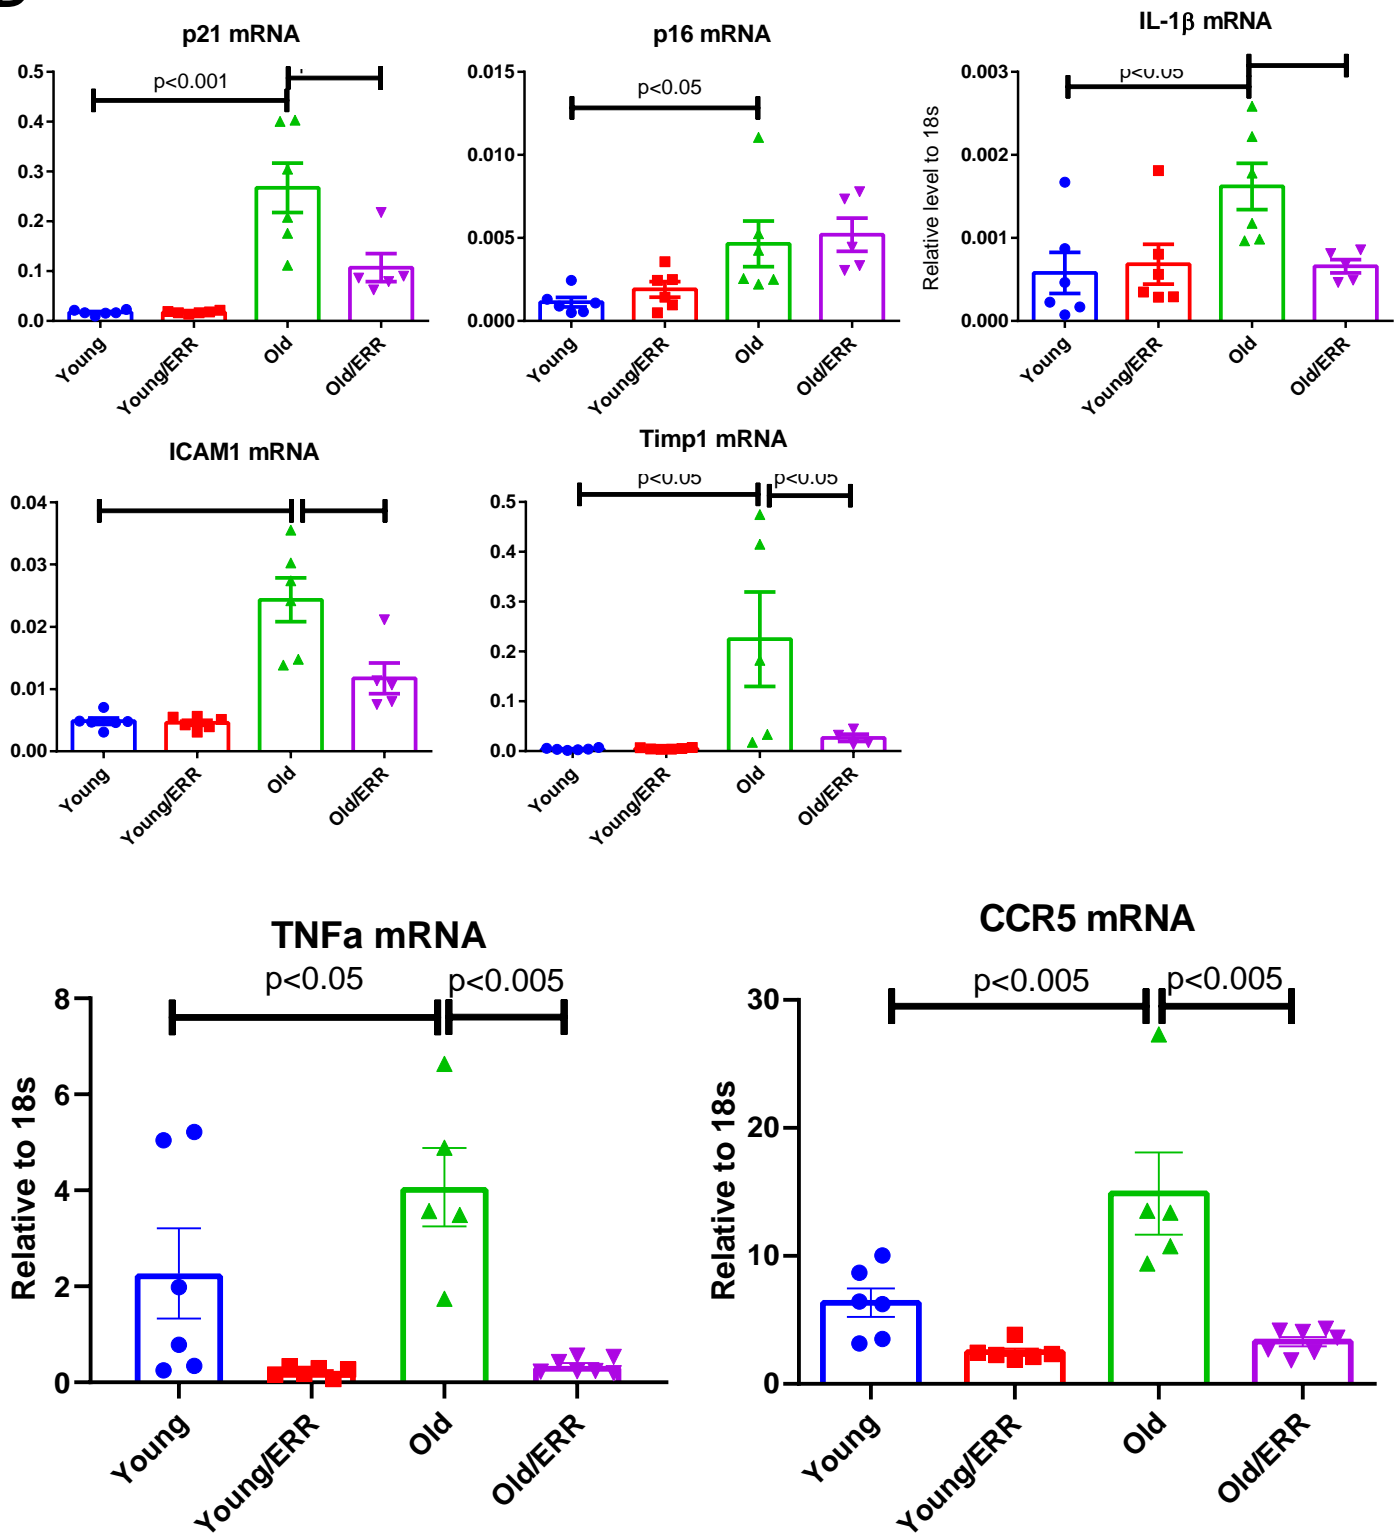 p21 mRNA
p<0.001
0.5
0.4
0.3
0.2
0.1
0.0
Young
Young/ERR
Old
Old/ERR
p16 mRNA
p<0.05
0.015
0.010
0.005
0.000
Young
Young/ERR
Old
Old/ERR
IL-1β mRNA
p<0.05
Relative level to 18s
0.003
0.002
0.001
0.000
Young
Young/ERR
Old
Old/ERR
ICAM1 mRNA
0.04
0.03
0.02
0.01
0.00
Young
Young/ERR
Old
Old/ERR
Timp1 mRNA
p<0.05 p<0.05
0.5
0.4
0.3
0.2
0.1
0.0
Young
Young/ERR
Old
Old/ERR
TNFa mRNA
p<0.05 p<0.005
Relative to 18s
8
6
4
2
0
Young
Young/ERR
Old
Old/ERR
CCR5 mRNA
p<0.005 p<0.005
Relative to 18s
30
20
10
0
Young
Young/ERR
Old
Old/ERR